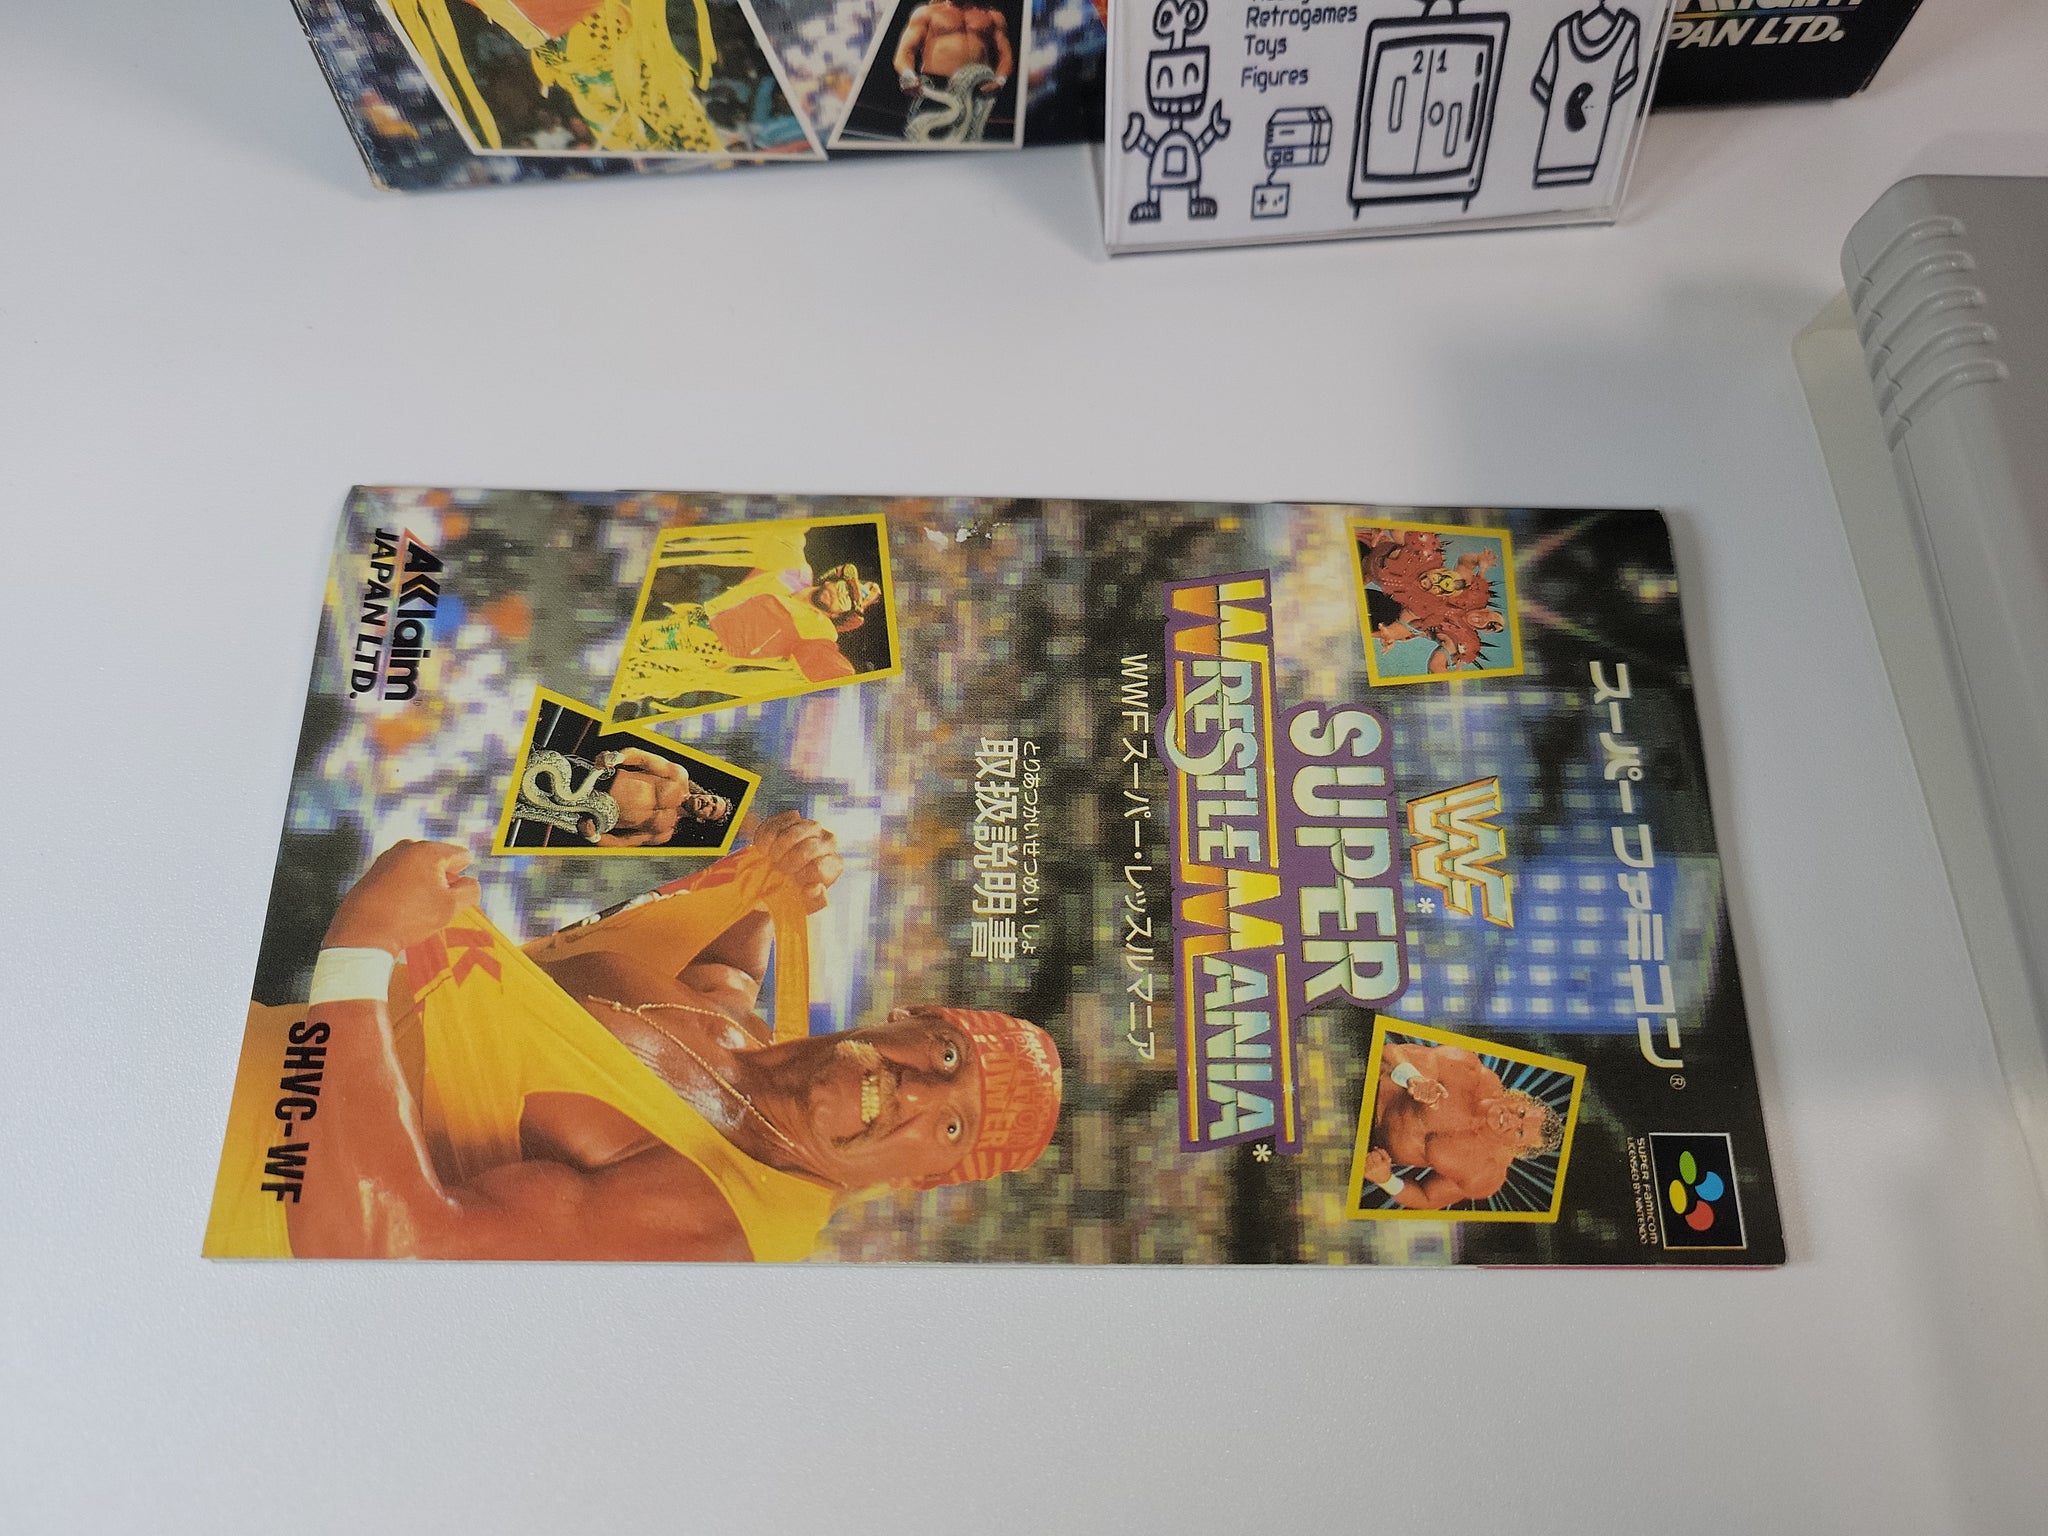 Retrogames
Toys
Figures
2 1
PAN LTD.
スーパーファミコン®
SUPER FAMICOM
LICENSED BY NINTENDO
WWF*
SUPER
WRESTLEMANIA*
WWFスーパー・レッスルマニア
とりあつかいせつめいしょ
取扱説明書
AKklaim
JAPAN LTD.
SHVC-WF